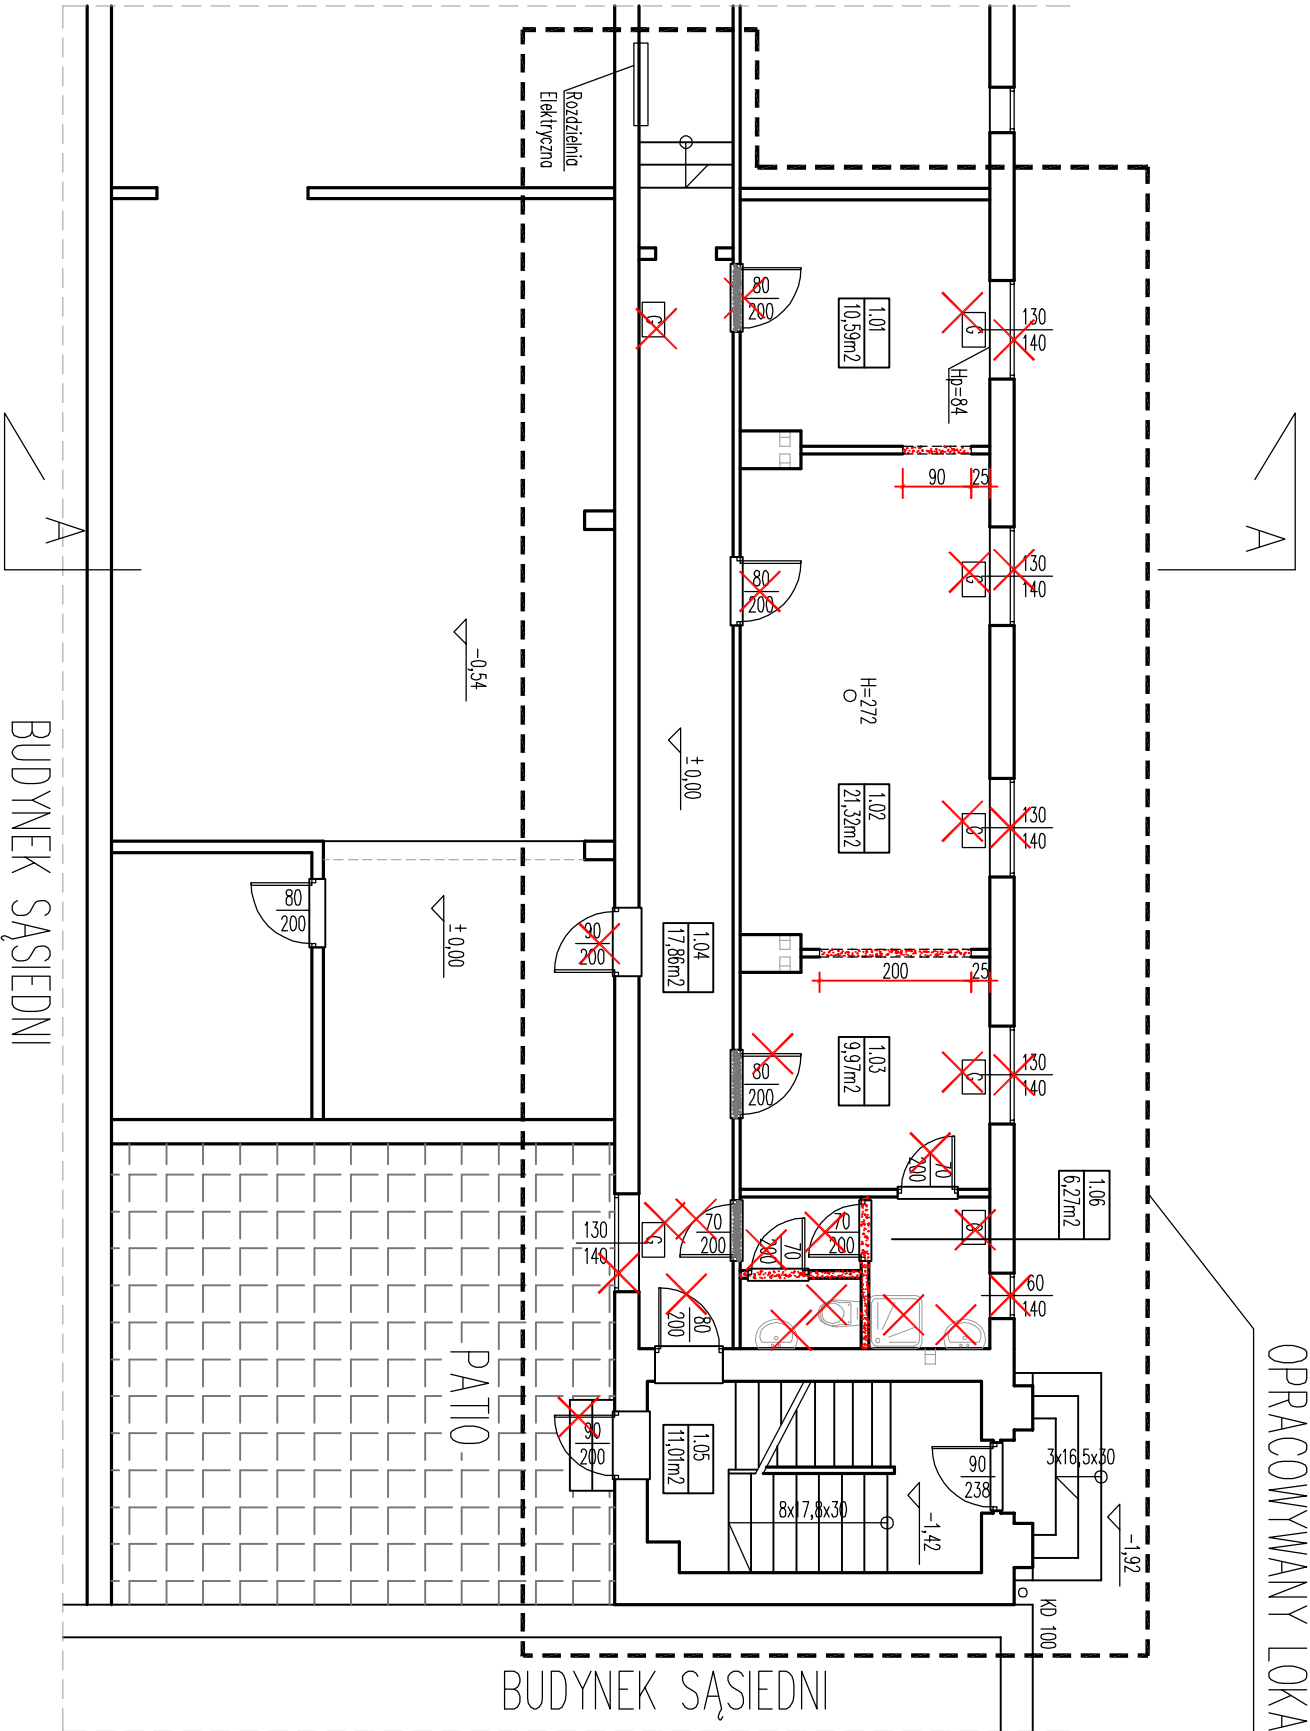 Rozdzielnia
Elektryczna
80
200
G
1.01
10,59m2
G
130
140
Hp=84
90
25
A
A
80
200
G
130
140
-0,54
H=272
±0,00
1.02
21,32m2
G
130
140
BUDYNEK SĄSIEDNI
80
200
±0,00
90
200
1.04
17,86m2
200
25
80
200
1.03
9,97m2
G
130
140
70
200
1.06
6,27m2
130
140
G
70
200
70
200
70
200
G
60
140
80
200
OPRACOWYWANY LOKA
PATIO
90
200
1.05
11,01m2
8x17,8x30
90
238
-1,42
3x16,5x30
-1,92
KD 100
BUDYNEK SĄSIEDNI